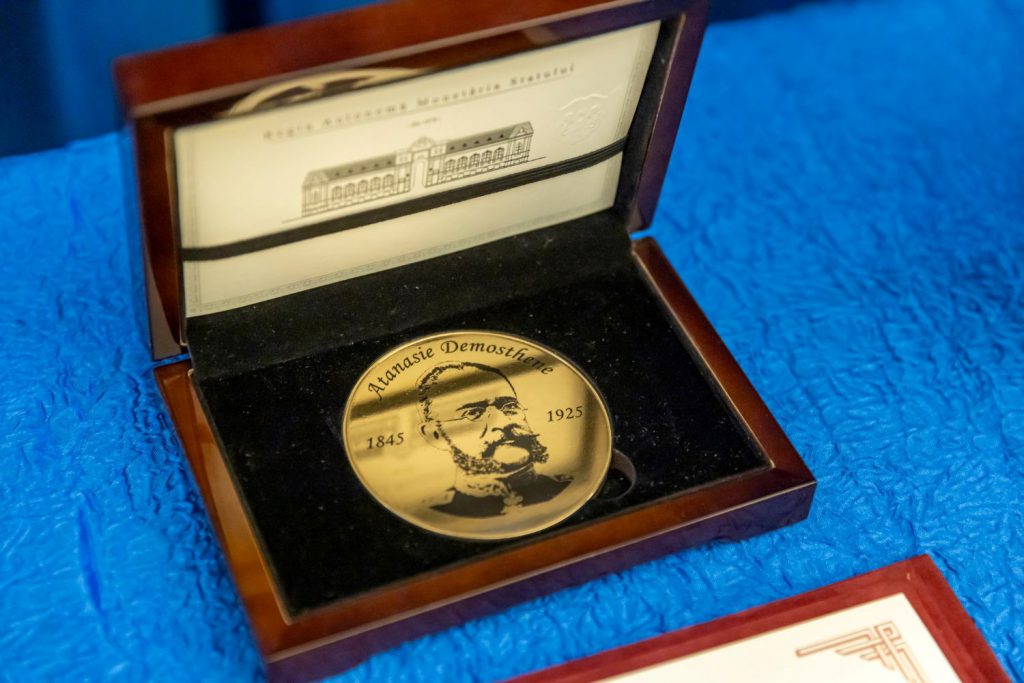 Regia Autonomă Monetăria Statului
Atanasie Demosthene
1845
1925